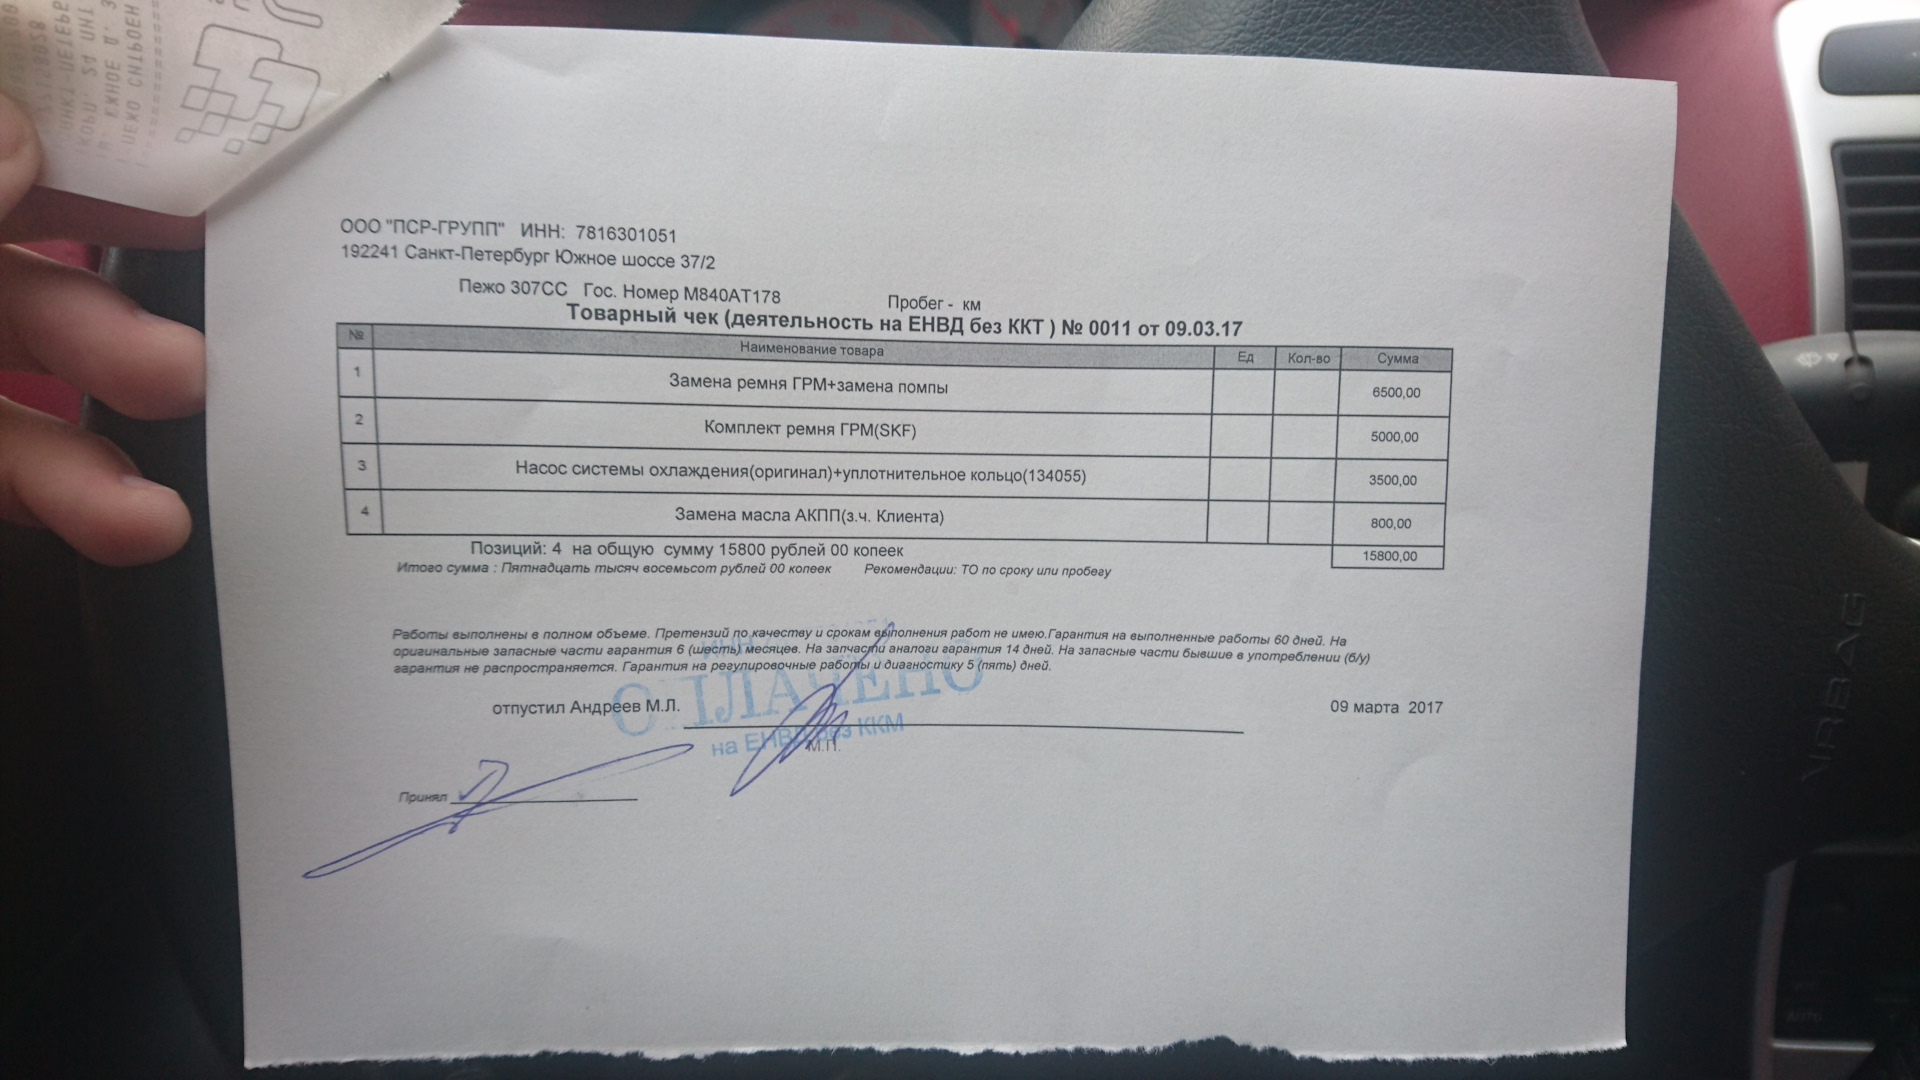 ООО "ПСР-ГРУПП" ИНН: 7816301051
192241 Санкт-Петербург Южное шоссе 37/2
Пежо 307СС Гос. Номер М840АТ178 Пробег - км
Товарный чек (деятельность на ЕНВД без ККТ ) № 0011 от 09.03.17
№ Наименование товара Ед Кол-во Сумма
1 Замена ремня ГРМ+замена помпы 6500,00
2 Комплект ремня ГРМ(SKF) 5000,00
3 Насос системы охлаждения(оригинал)+уплотнительное кольцо(134055) 3500,00
4 Замена масла АКПП(з.ч. Клиента) 800,00
Позиций: 4 на общую сумму 15800 рублей 00 копеек 15800,00
Итого сумма : Пятнадцать тысяч восемьсот рублей 00 копеек Рекомендации: ТО по сроку или пробегу
Работы выполнены в полном объеме. Претензий по качеству и срокам выполнения работ не имею.Гарантия на выполненные работы 60 дней. На
оригинальные запасные части гарантия 6 (шесть) месяцев. На запчасти аналоги гарантия 14 дней. На запасные части бывшие в употреблении (б/у)
гарантия не распространяется. Гарантия на регулировочные работы и диагностику 5 (пять) дней.
ИНН
ОПЛАЧЕНО
на ЕНВД без ККМ
отпустил Андреев М.Л. 09 марта 2017
М.П.
Принял
AIRBAG